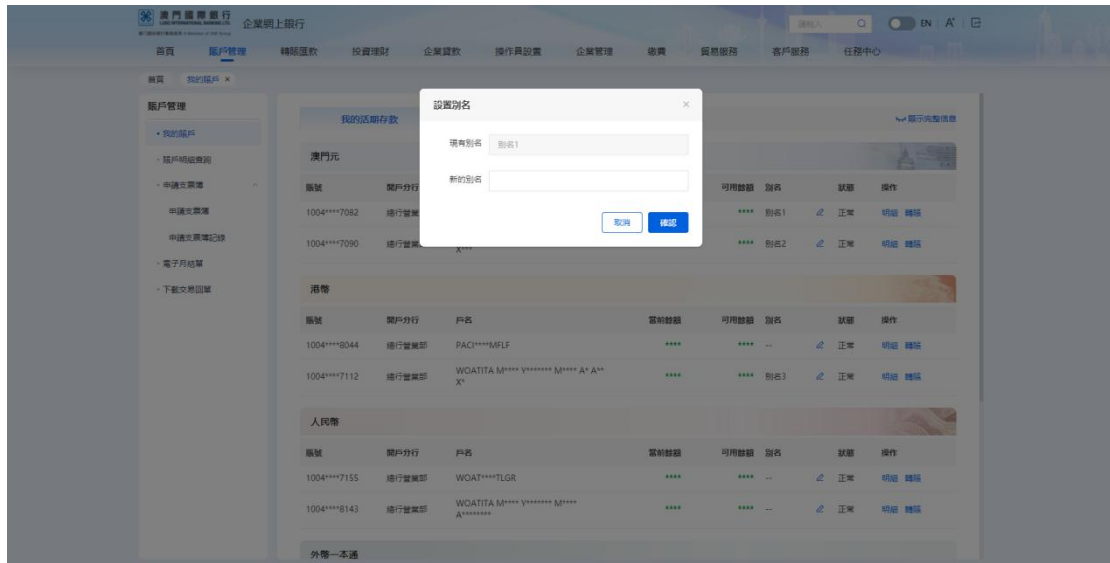 澳門國際銀行
LUSO INTERNATIONAL BANKING LTD
企業網上銀行
請輸入
EN
A⁺
首頁 賬戶管理 轉賬匯款 投資理財 企業貸款 操作員設置 企業管理 繳費 貿易服務 客戶服務 任務中心
首頁 我的賬戶 ×
賬戶管理
• 我的賬戶
· 賬戶明細查詢
· 申請支票簿
申請支票簿
申請支票簿記錄
· 電子月結單
· 下載交易回單
我的活期存款
顯示完整信息
設置別名 ×
現有別名 別名1
新的別名
取消 確認
澳門元
賬號 開戶分行 可用餘額 別名 狀態 操作
1004****7082 總行營業 **** 別名1 正常 明細 轉賬
1004****7090 總行營業 X*** **** 別名2 正常 明細 轉賬
港幣
賬號 開戶分行 戶名 當前餘額 可用餘額 別名 狀態 操作
1004****8044 總行營業部 PACI****MFLF **** **** -- 正常 明細 轉賬
1004****7112 總行營業部 WOATITA M**** Y******* M**** A* A** X* **** **** 別名3 正常 明細 轉賬
人民幣
賬號 開戶分行 戶名 當前餘額 可用餘額 別名 狀態 操作
1004****7155 總行營業部 WOAT****TLGR **** **** -- 正常 明細 轉賬
1004****8143 總行營業部 WOATITA M**** Y******* M**** A******** **** **** -- 正常 明細 轉賬
外幣一本通